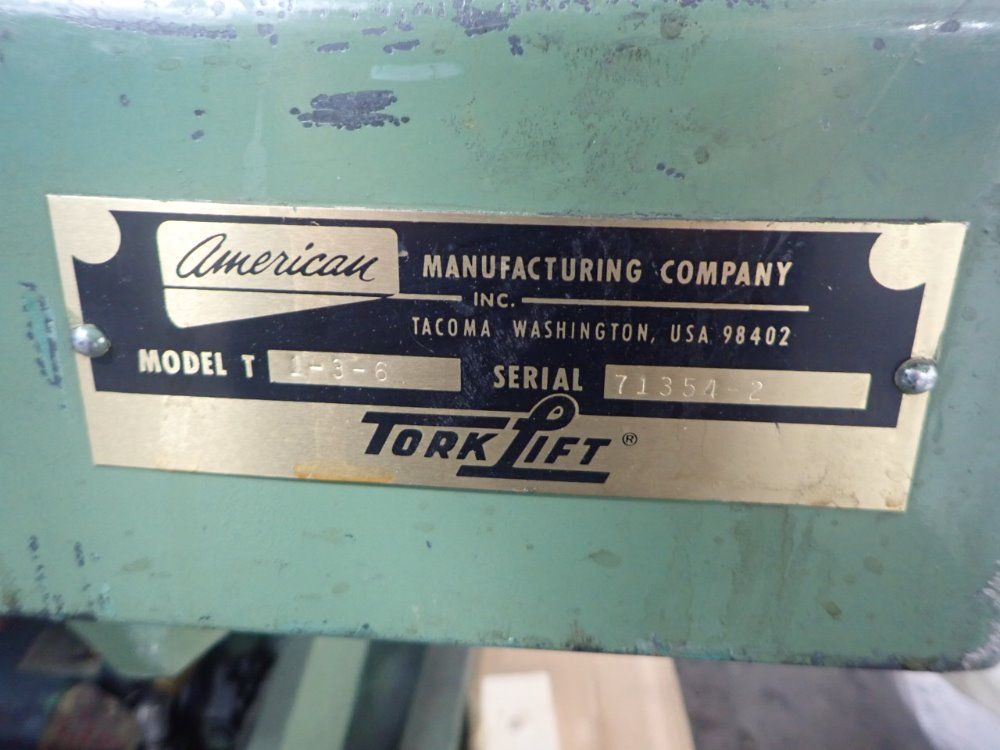 American MANUFACTURING COMPANY
INC.
TACOMA WASHINGTON, USA 98402
MODEL T 1-3-6 SERIAL 71354-2
TORK LIFT ®